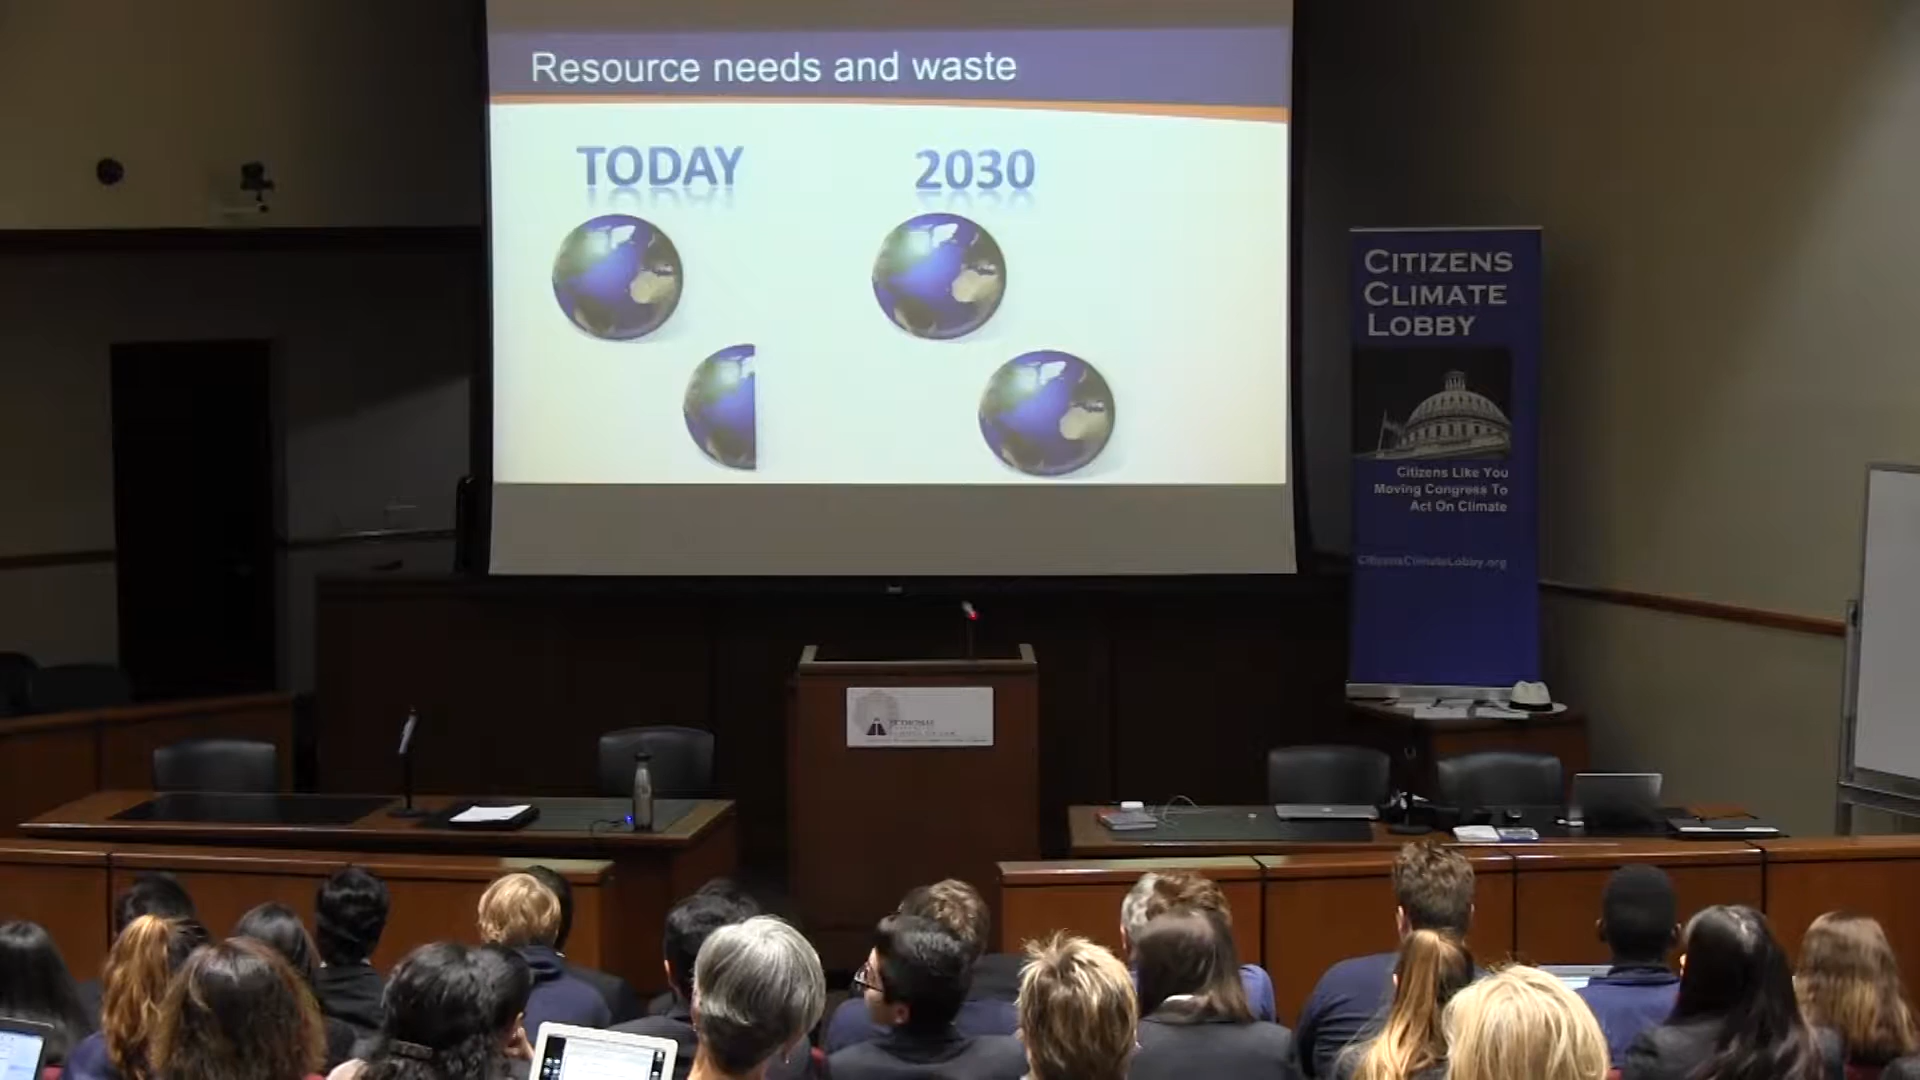 Resource needs and waste
TODAY
2030
CITIZENS
CLIMATE
LOBBY
Citizens Like You
Moving Congress To
Act On Climate
CitizensClimateLobby.org